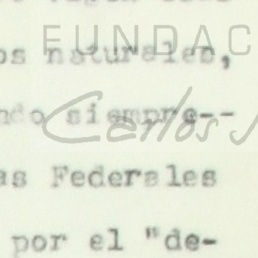 FUNDAC
os naturales,
ndo siempre--
Carlos
as Federales
por el "de-